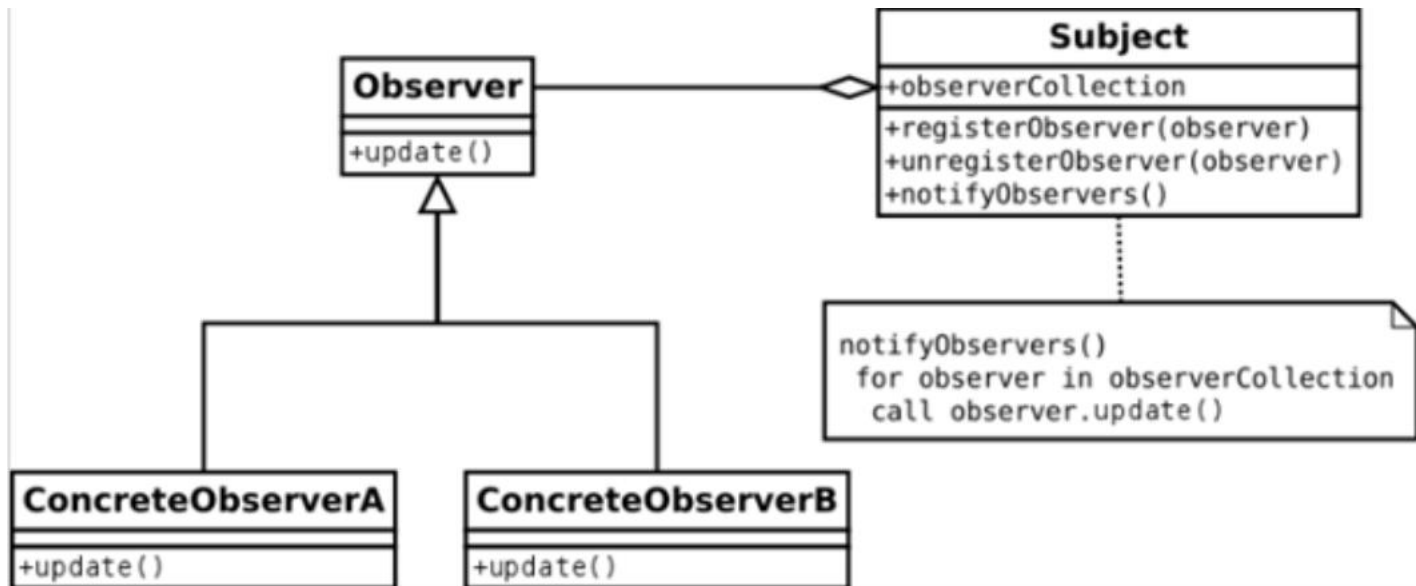 Observer
+update()
Subject
+observerCollection
+registerObserver(observer)
+unregisterObserver(observer)
+notifyObservers()
notifyObservers()
for observer in observerCollection
call observer.update()
ConcreteObserverA
+update()
ConcreteObserverB
+update()